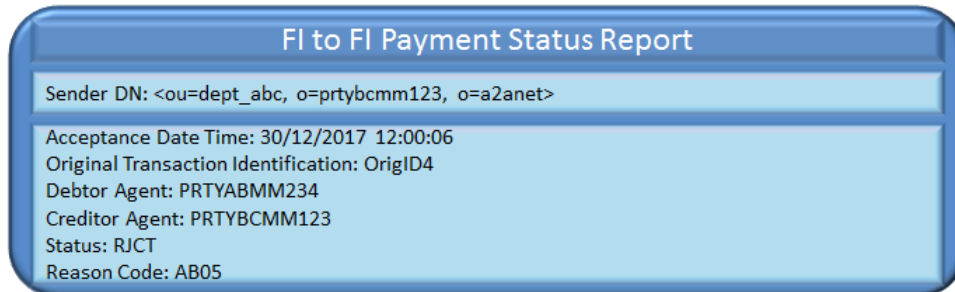 FI to FI Payment Status Report
Sender DN: <ou=dept_abc, o=prtybcmm123, o=a2anet>
Acceptance Date Time: 30/12/2017 12:00:06
Original Transaction Identification: OrigID4
Debtor Agent: PRTYABMM234
Creditor Agent: PRTYBCMM123
Status: RJCT
Reason Code: AB05